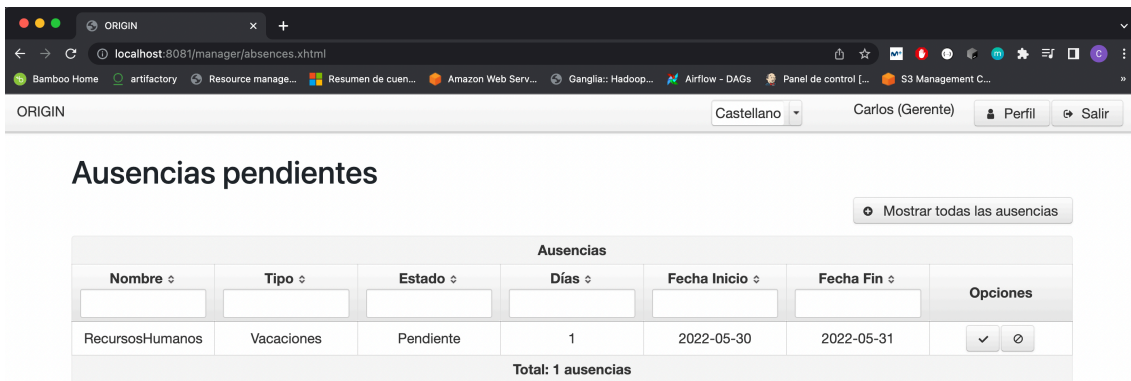 ORIGIN
localhost:8081/manager/absences.xhtml
Bamboo Home artifactory Resource manage... Resumen de cuen... Amazon Web Serv... Ganglia:: Hadoop... Airflow - DAGs Panel de control [... S3 Management C... »
ORIGIN Castellano Carlos (Gerente) Perfil Salir
Ausencias pendientes
Mostrar todas las ausencias
Ausencias
Nombre Tipo Estado Días Fecha Inicio Fecha Fin Opciones
RecursosHumanos Vacaciones Pendiente 1 2022-05-30 2022-05-31
Total: 1 ausencias